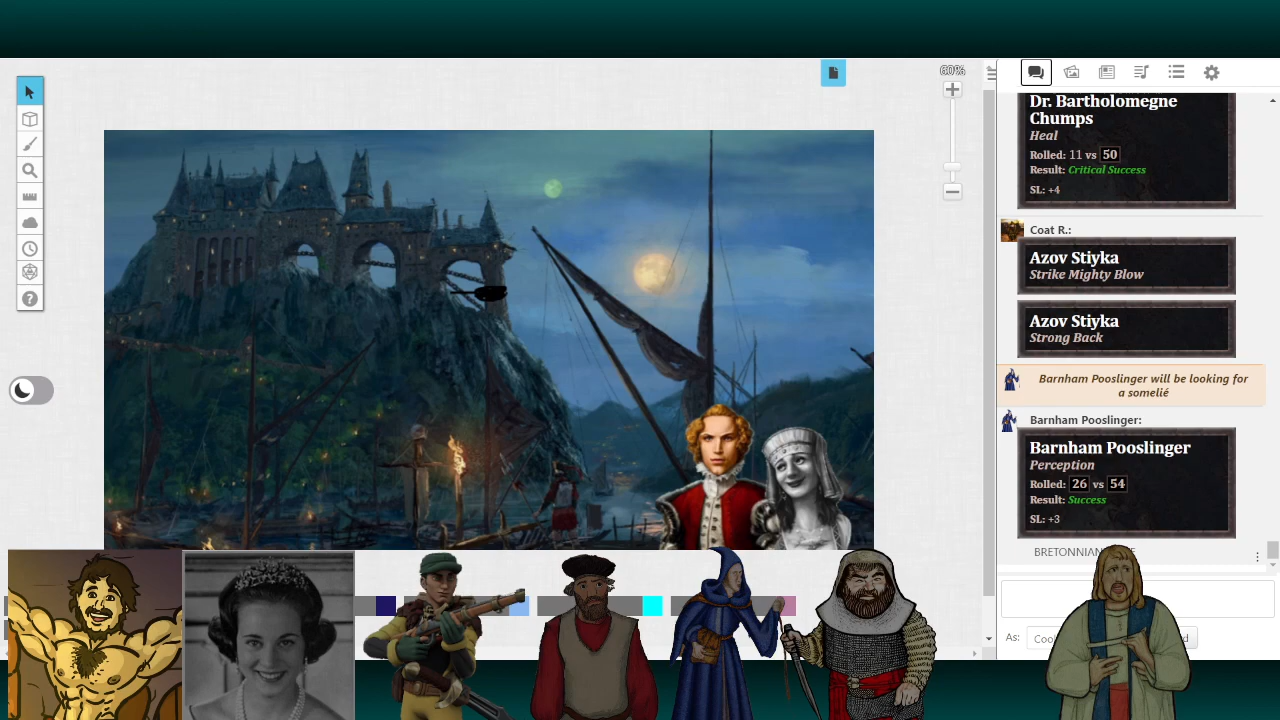 60%
Dr. Bartholomegne
Chumps
Heal
Rolled: 11 vs 50
Result: Critical Success
SL: +4
Coat R.:
Azov Stiyka
Strike Mighty Blow
Azov Stiyka
Strong Back
Barnham Pooslinger will be looking for
a somelié
Barnham Pooslinger:
Barnham Pooslinger
Perception
Rolled: 26 vs 54
Result: Success
SL: +3
BRETONNIAN
As: